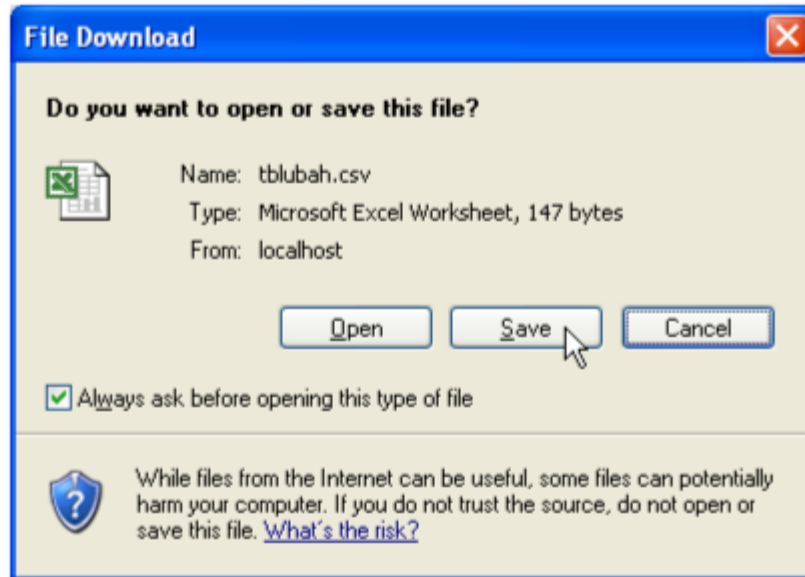 File Download
Do you want to open or save this file?
Name: tblubah.csv
Type: Microsoft Excel Worksheet, 147 bytes
From: localhost
Open Save Cancel
Always ask before opening this type of file
While files from the Internet can be useful, some files can potentially
harm your computer. If you do not trust the source, do not open or
save this file. What's the risk?